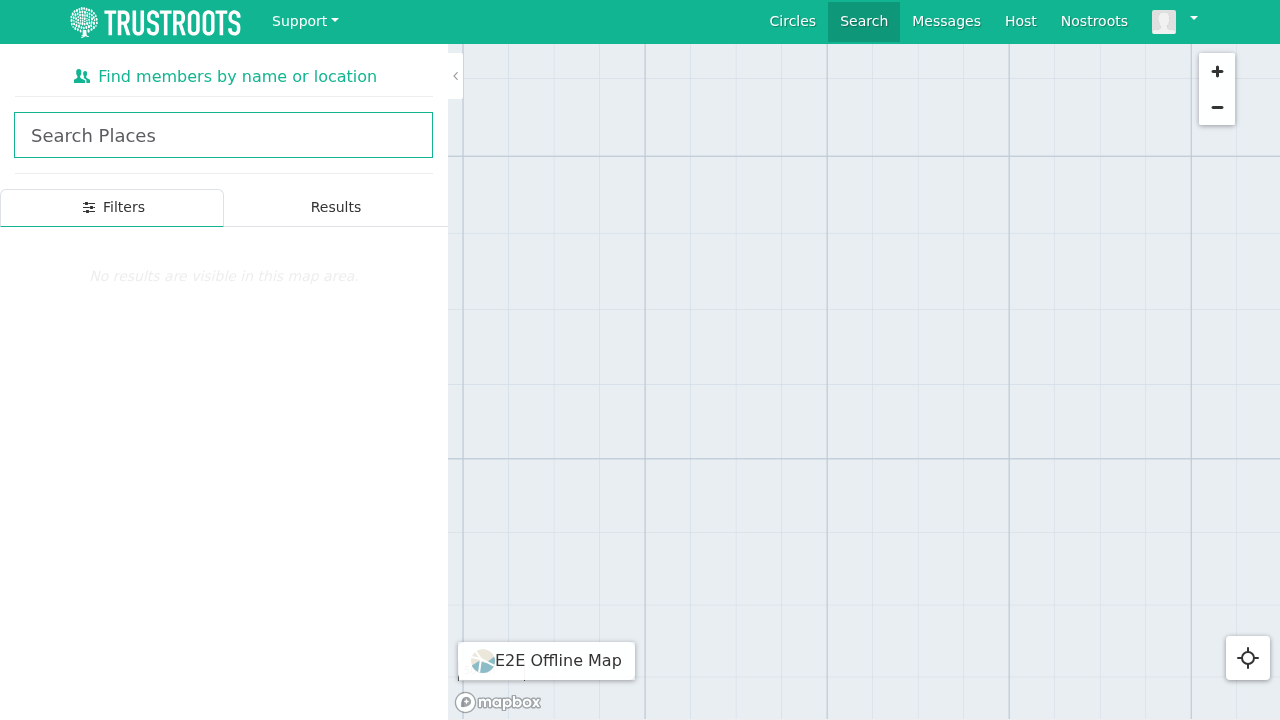 TRUSTROOTS
Support
Circles
Search
Messages
Host
Nostroots
Find members by name or location
Search Places
Filters
Results
No results are visible in this map area.
E2E Offline Map
mapbox